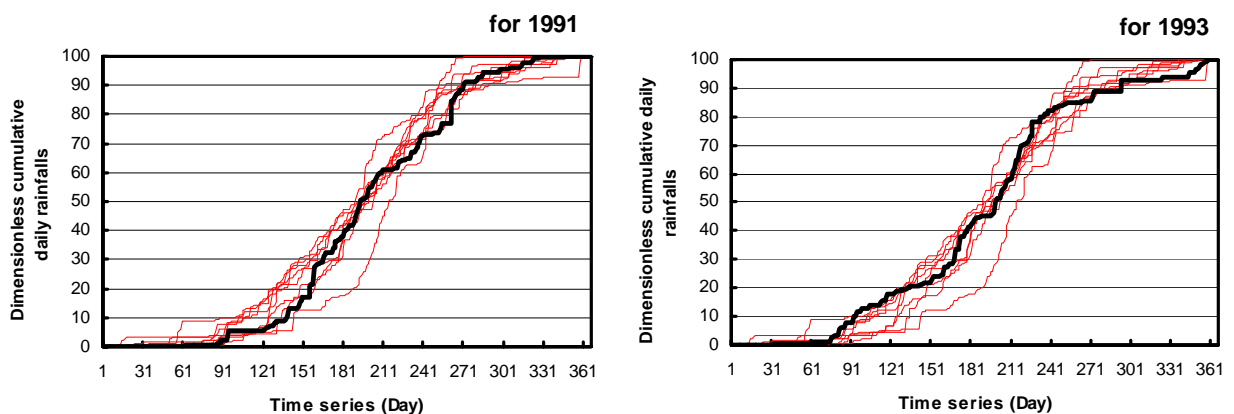 for 1991
Dimensionless cumulative
daily rainfalls
100
90
80
70
60
50
40
30
20
10
0
1 31 61 91 121 151 181 211 241 271 301 331 361
Time series (Day)
for 1993
Dimensionless cumulative daily
rainfalls
100
90
80
70
60
50
40
30
20
10
0
1 31 61 91 121 151 181 211 241 271 301 331 361
Time series (Day)